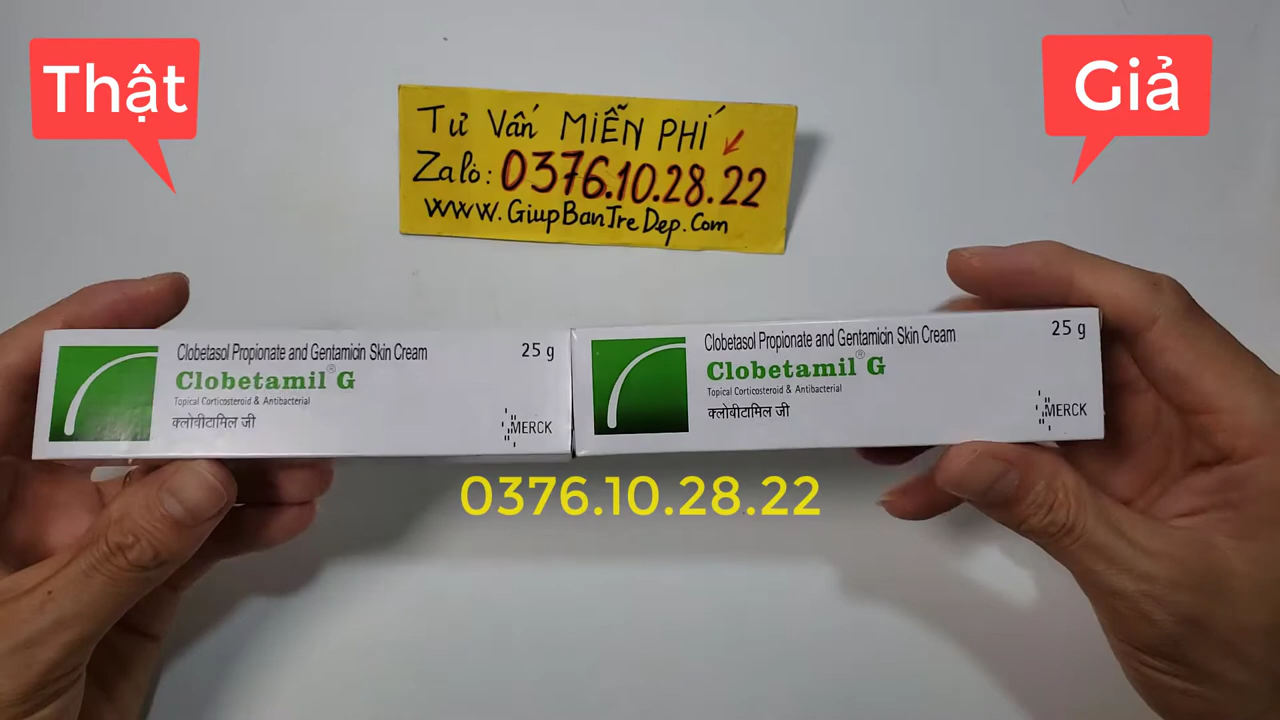 Thật
Giả
Tư Vấn MIỄN PHÍ
Zalo: 0376.10.28.22
WWW.GiupBanTreDep.Com
Clobetasol Propionate and Gentamicin Skin Cream
25 g
Clobetamil® G
Topical Corticosteroid & Antibacterial
क्लोवीटामिल जी
MERCK
Clobetasol Propionate and Gentamicin Skin Cream
25 g
Clobetamil® G
Topical Corticosteroid & Antibacterial
क्लोवीटामिल जी
MERCK
0376.10.28.22